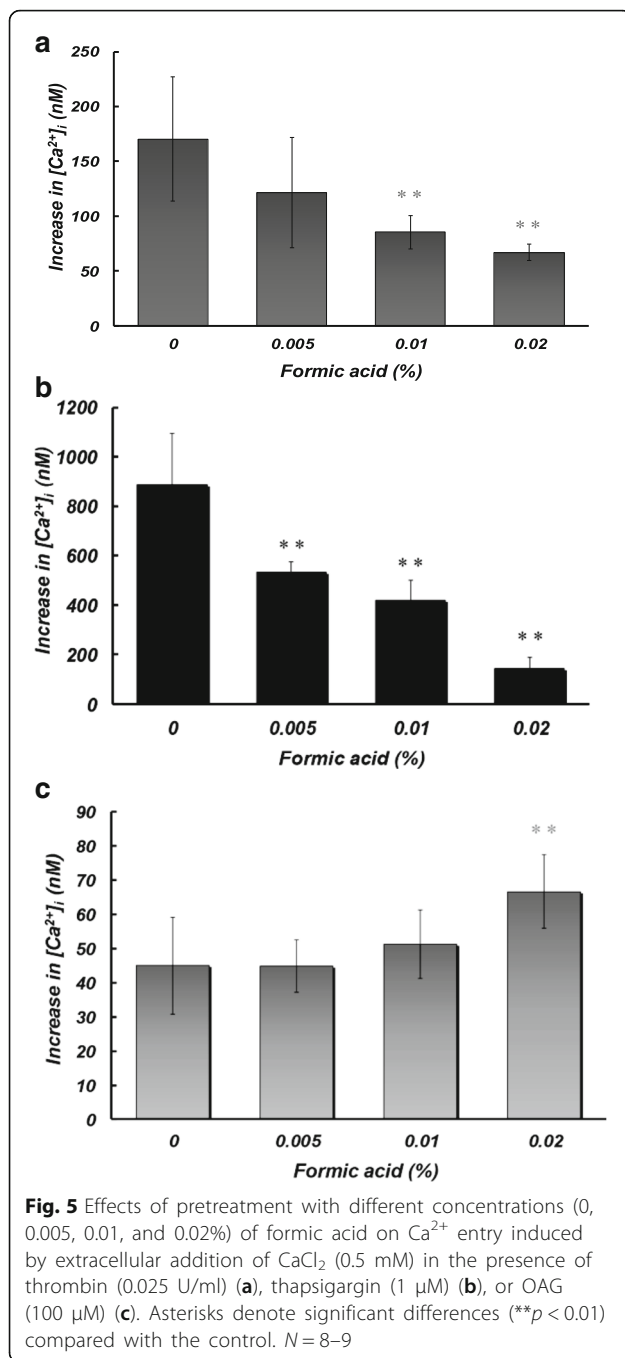 a
250
200
150
100
50
0
Increase in [Ca²⁺]ᵢ (nM)
** **
0 0.005 0.01 0.02
Formic acid (%)
b
1200
1000
800
600
400
200
0
Increase in [Ca²⁺]ᵢ (nM)
** ** **
0 0.005 0.01 0.02
Formic acid (%)
c
90
80
70
60
50
40
30
20
10
0
Increase in [Ca²⁺]ᵢ (nM)
**
0 0.005 0.01 0.02
Formic acid (%)
Fig. 5 Effects of pretreatment with different concentrations (0,
0.005, 0.01, and 0.02%) of formic acid on Ca²⁺ entry induced
by extracellular addition of CaCl₂ (0.5 mM) in the presence of
thrombin (0.025 U/ml) (a), thapsigargin (1 μM) (b), or OAG
(100 μM) (c). Asterisks denote significant differences (**p < 0.01)
compared with the control. N = 8–9